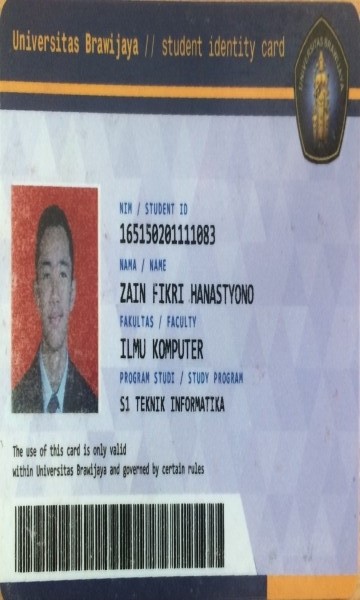 Universitas Brawijaya // student identity card
UNIVERSITAS BRAWIJAYA
NIM / STUDENT ID
165150201111083
NAMA / NAME
ZAIN FIKRI HANASTYONO
FAKULTAS / FACULTY
ILMU KOMPUTER
PROGRAM STUDI / STUDY PROGRAM
S1 TEKNIK INFORMATIKA
The use of this card is only valid
within Universitas Brawijaya and governed by certain rules